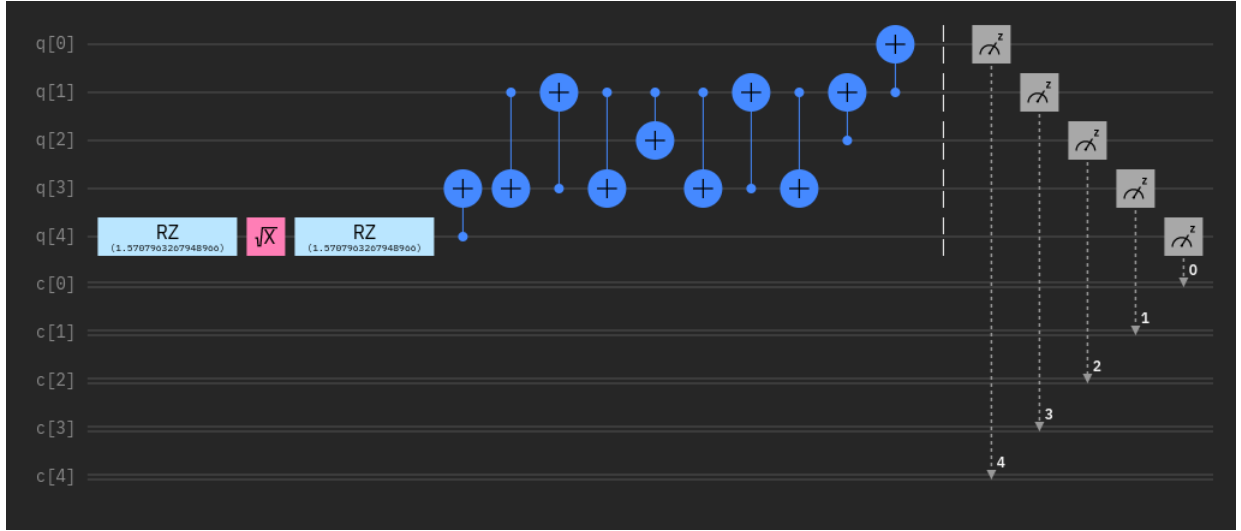 q[0]
z
q[1]
z
q[2]
z
q[3]
z
q[4]
RZ
(1.5707963267948966)
√X
RZ
(1.5707963267948966)
z
c[0]
0
c[1]
1
c[2]
2
c[3]
3
c[4]
4